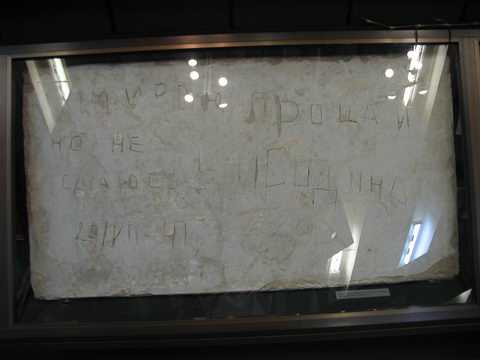 Я УМИРАЮ
НО НЕ
СДАЮСЬ!
20/VII-41
ПРОЩАЙ
РОДИНА